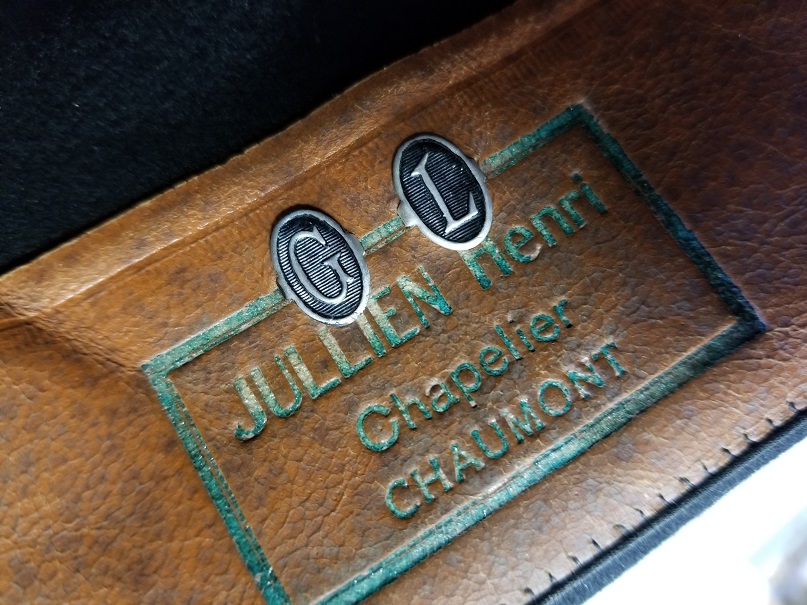 G L
JULLIEN Henri
Chapelier
CHAUMONT